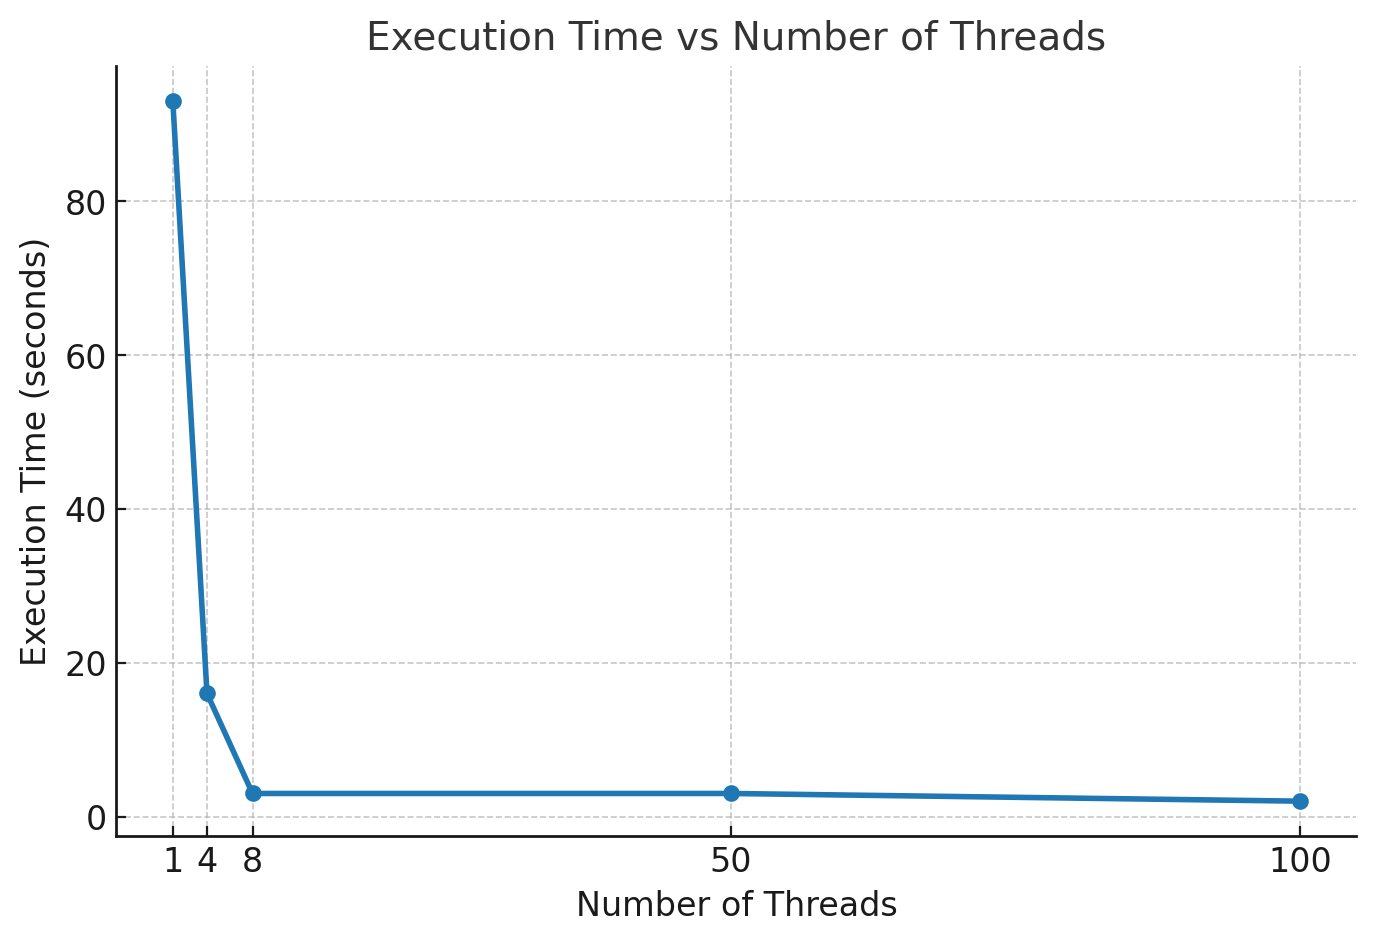 Execution Time vs Number of Threads
Execution Time (seconds)
80
60
40
20
0
1 4 8 50 100
Number of Threads